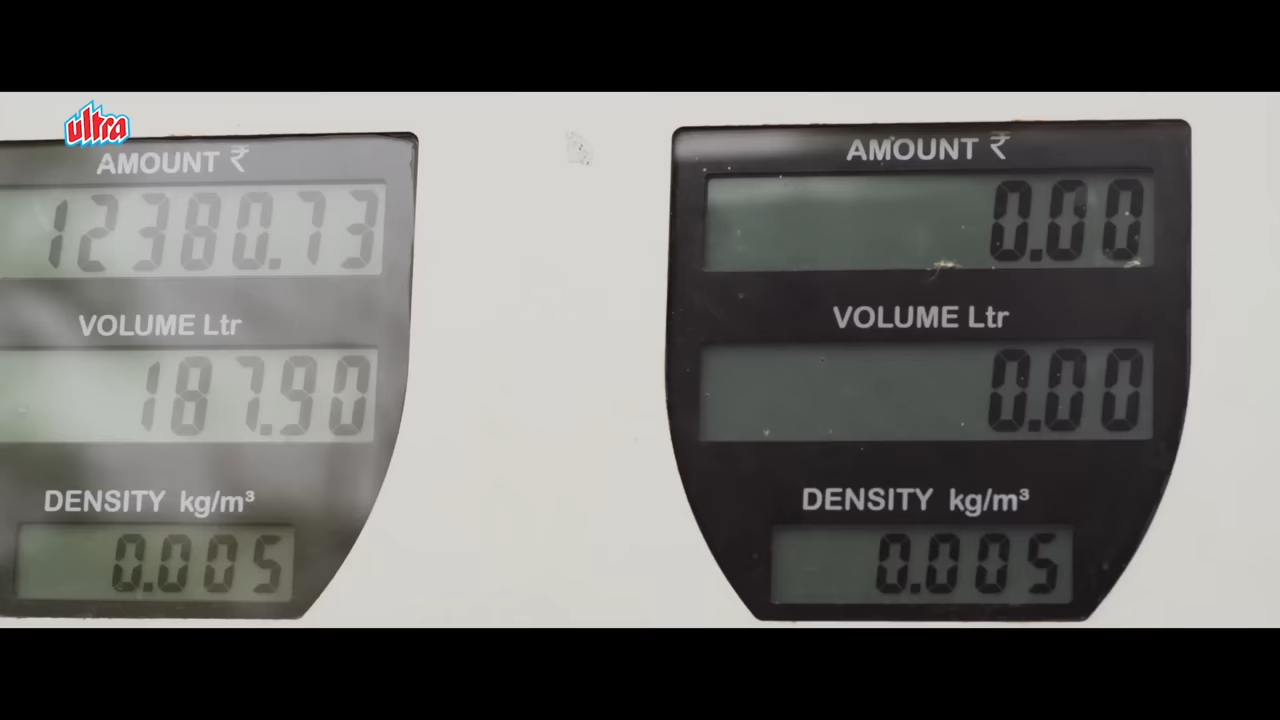 ultra
AMOUNT ₹
12380.73
VOLUME Ltr
187.90
DENSITY kg/m³
0.005
AMOUNT ₹
0.00
VOLUME Ltr
0.00
DENSITY kg/m³
0.005